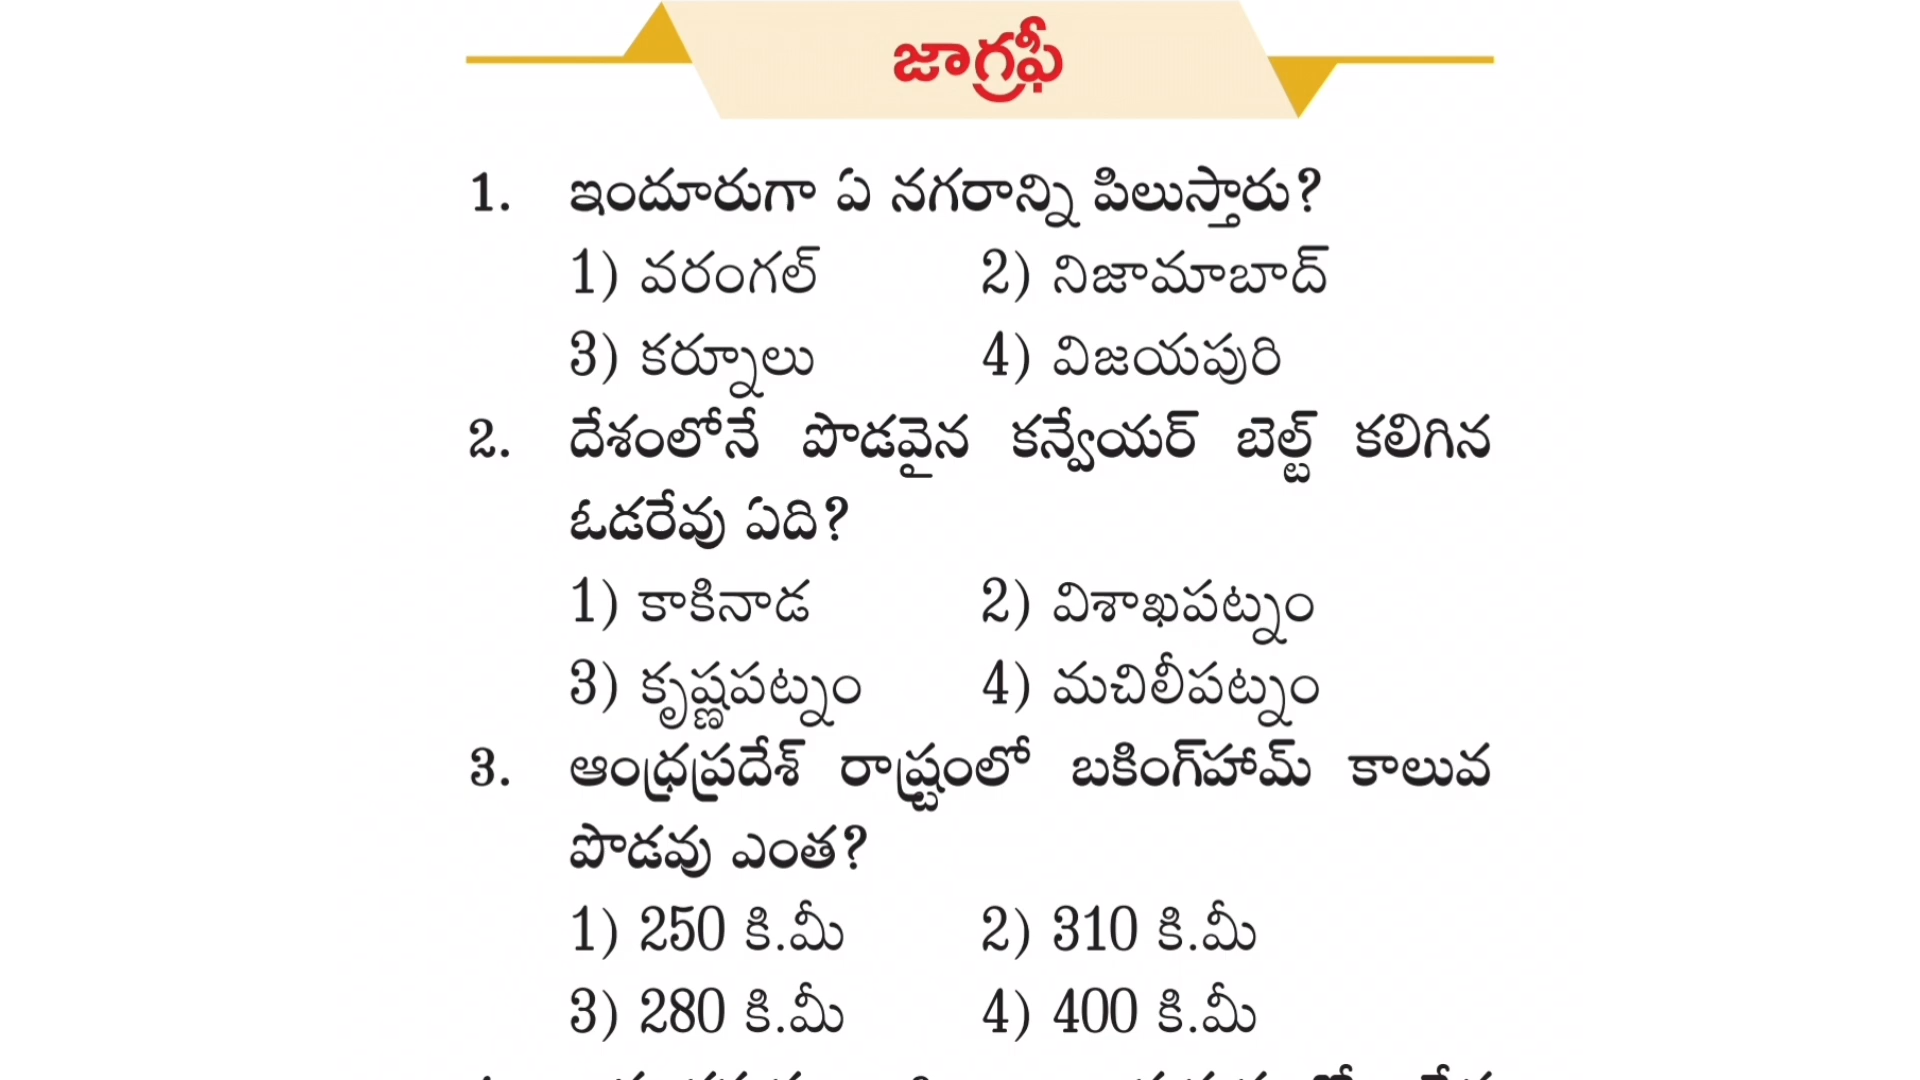 జాగ్రఫీ
1. ఇందూరుగా ఏ నగరాన్ని పిలుస్తారు?
1) వరంగల్ 2) నిజామాబాద్
3) కర్నూలు 4) విజయపురి
2. దేశంలోనే పొడవైన కన్వేయర్ బెల్ట్ కలిగిన
ఓడరేవు ఏది?
1) కాకినాడ 2) విశాఖపట్నం
3) కృష్ణపట్నం 4) మచిలీపట్నం
3. ఆంధ్రప్రదేశ్ రాష్ట్రంలో బకింగ్‌హామ్ కాలువ
పొడవు ఎంత?
1) 250 కి.మీ 2) 310 కి.మీ
3) 280 కి.మీ 4) 400 కి.మీ